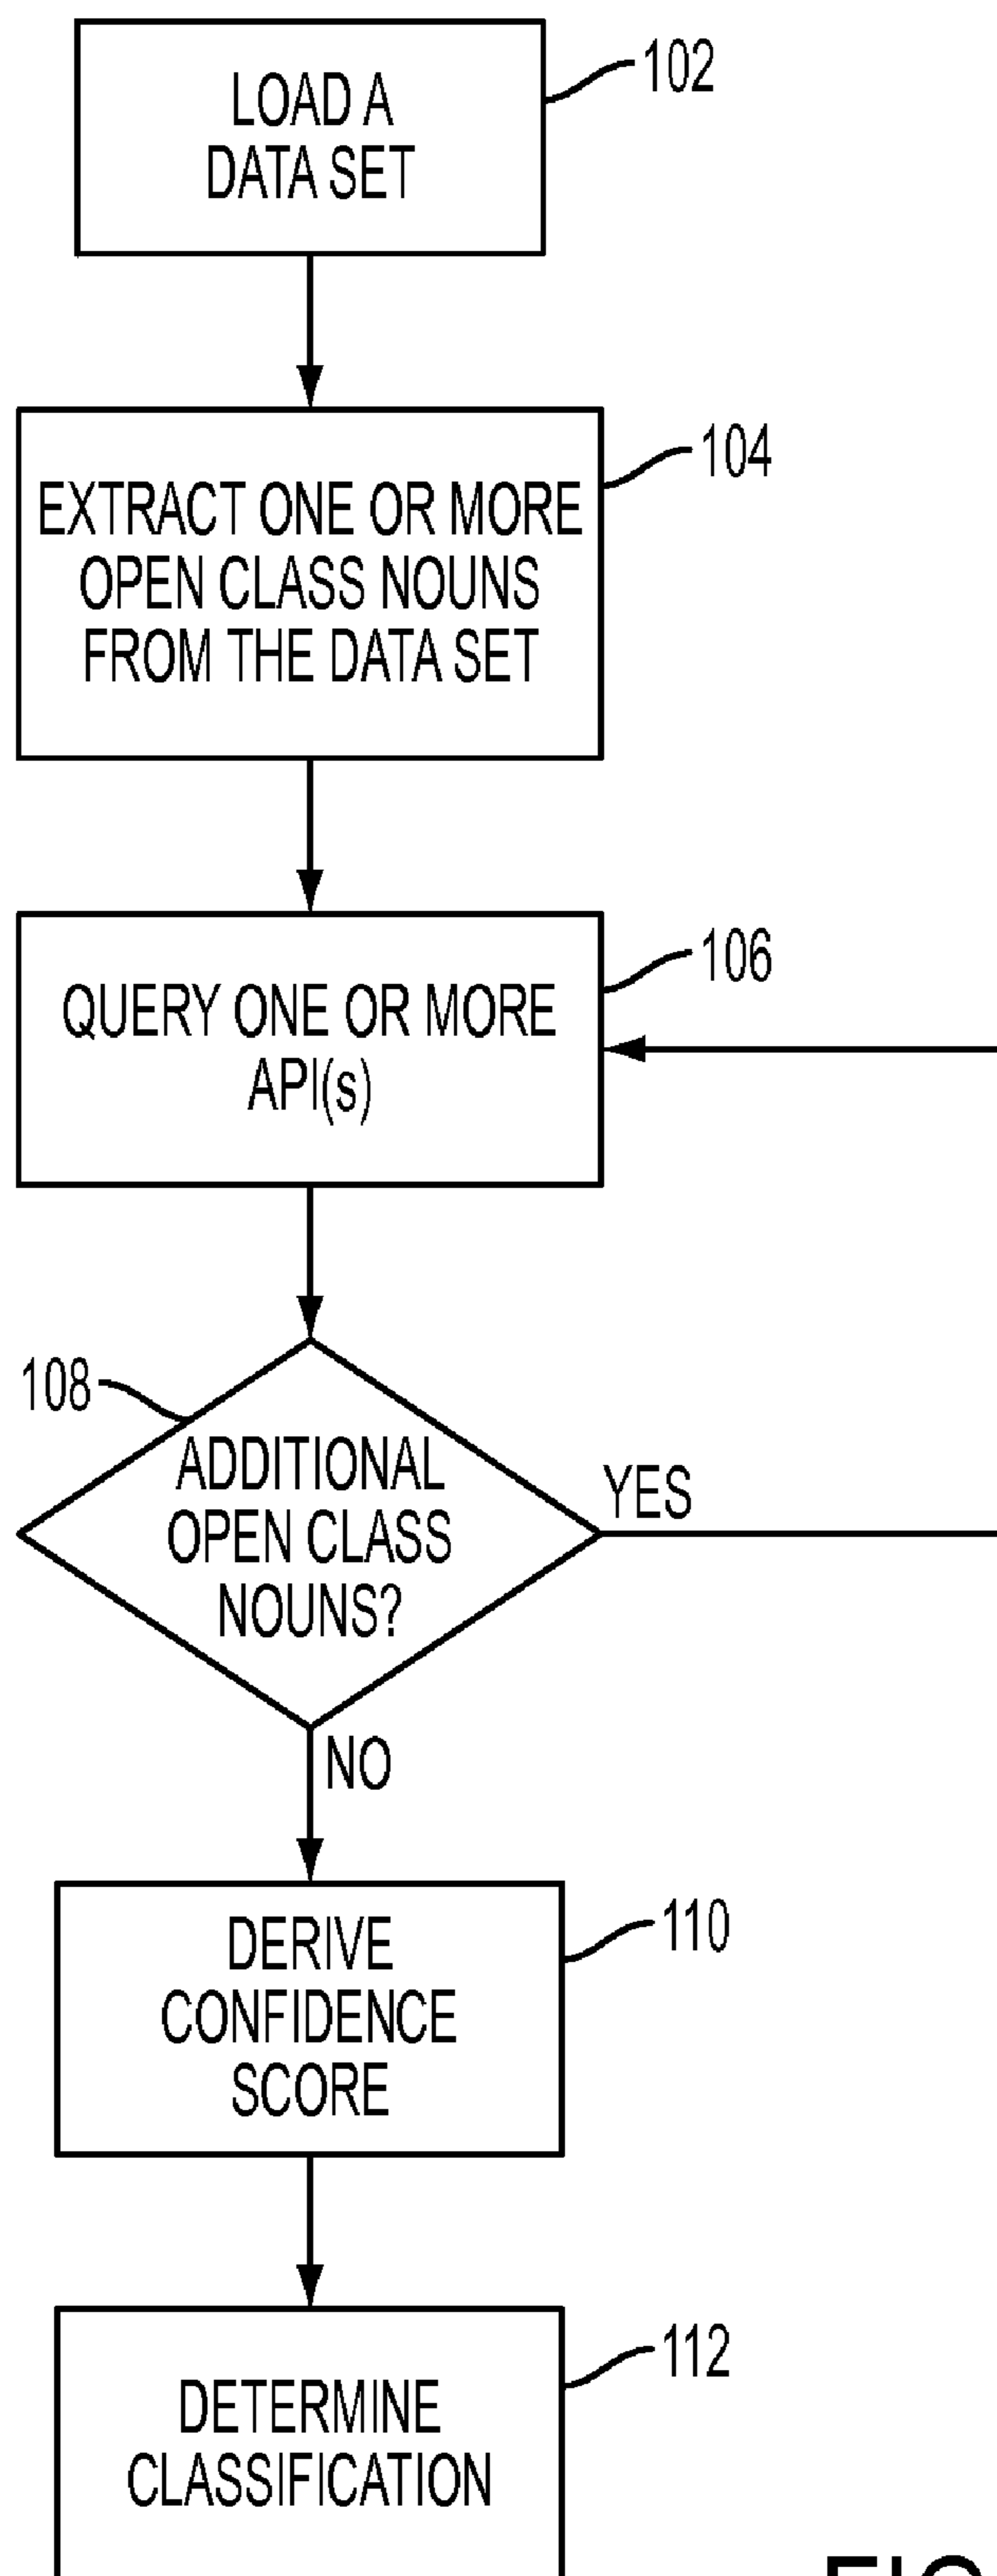 LOAD A
DATA SET
102
EXTRACT ONE OR MORE
OPEN CLASS NOUNS
FROM THE DATA SET
104
QUERY ONE OR MORE
API(s)
106
108
ADDITIONAL
OPEN CLASS
NOUNS?
YES
NO
DERIVE
CONFIDENCE
SCORE
110
DETERMINE
CLASSIFICATION
112